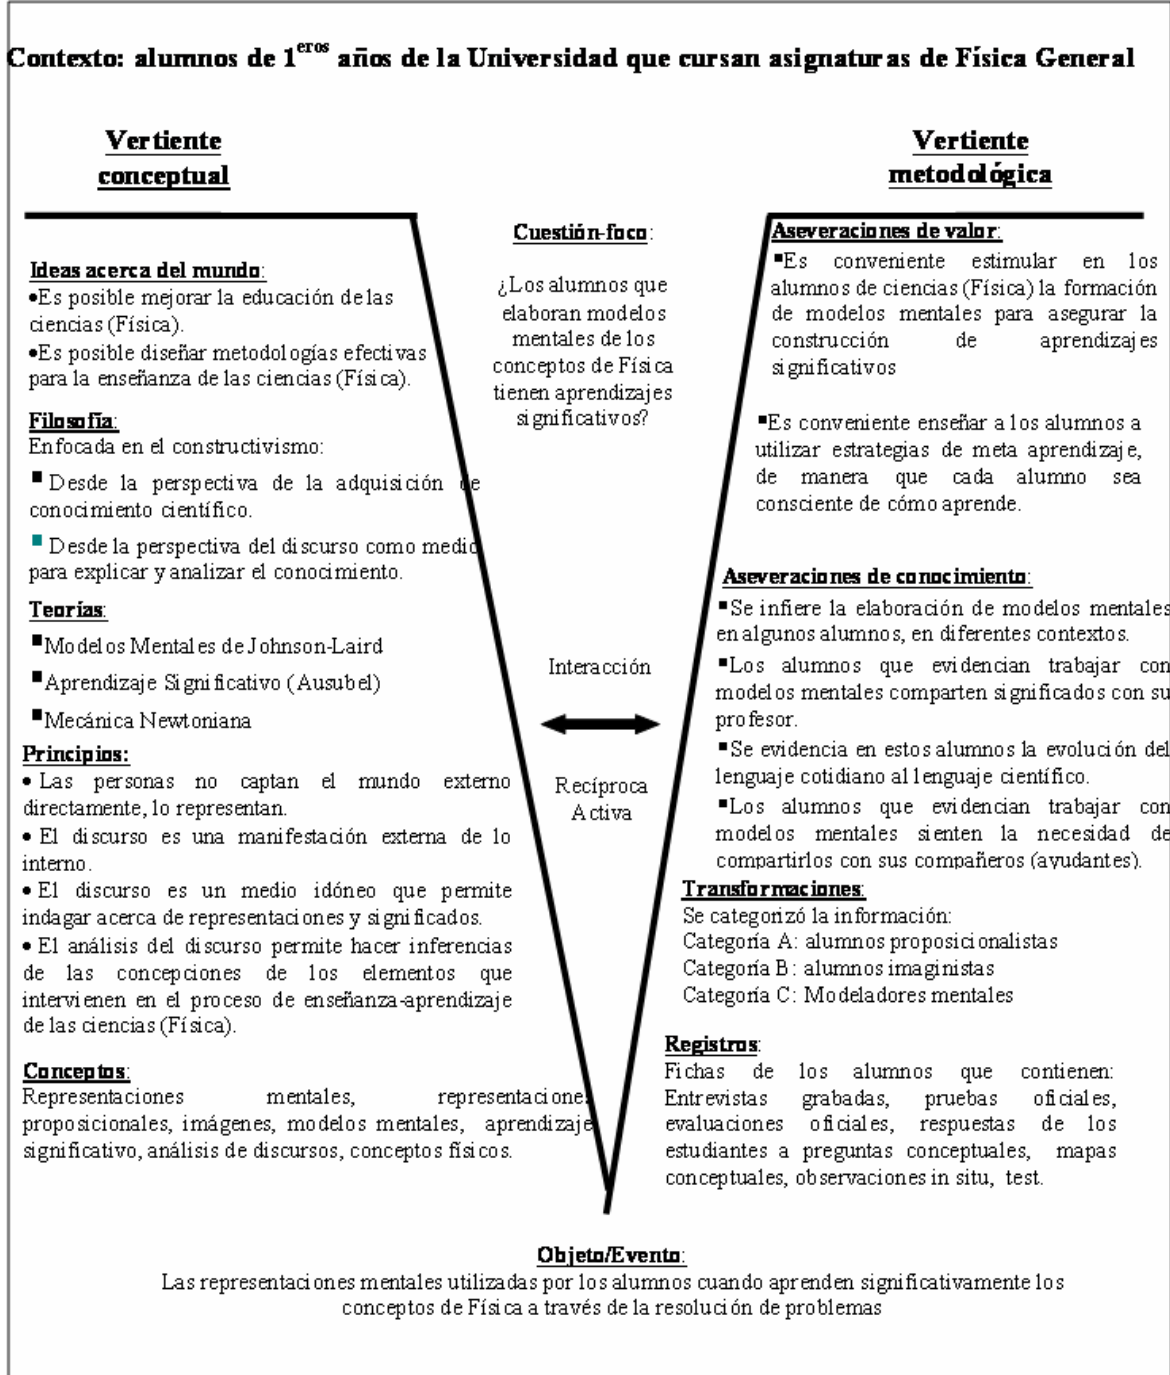 Contexto: alumnos de 1eros años de la Universidad que cursan asignaturas de Física General
Vertiente
conceptual
Ideas acerca del mundo:
•Es posible mejorar la educación de las
ciencias (Física).
•Es posible diseñar metodologías efectivas
para la enseñanza de las ciencias (Física).
Filosofía:
Enfocada en el constructivismo:
▪ Desde la perspectiva de la adquisición de
conocimiento científico.
▪ Desde la perspectiva del discurso como medio
para explicar y analizar el conocimiento.
Teorías:
▪Modelos Mentales de Johnson-Laird
▪Aprendizaje Significativo (Ausubel)
▪Mecánica Newtoniana
Principios:
• Las personas no captan el mundo externo
directamente, lo representan.
• El discurso es una manifestación externa de lo
interno.
• El discurso es un medio idóneo que permite
indagar acerca de representaciones y significados.
• El análisis del discurso permite hacer inferencias
de las concepciones de los elementos que
intervienen en el proceso de enseñanza-aprendizaje
de las ciencias (Física).
Conceptos:
Representaciones mentales, representaciones
proposicionales, imágenes, modelos mentales, aprendizaje
significativo, análisis de discursos, conceptos físicos.
Cuestión-foco:
¿Los alumnos que
elaboran modelos
mentales de los
conceptos de Física
tienen aprendizajes
significativos?
Interacción
Recíproca
Activa
Vertiente
metodológica
Aseveraciones de valor:
▪Es conveniente estimular en los
alumnos de ciencias (Física) la formación
de modelos mentales para asegurar la
construcción de aprendizajes
significativos
▪Es conveniente enseñar a los alumnos a
utilizar estrategias de meta aprendizaje,
de manera que cada alumno sea
consciente de cómo aprende.
Aseveraciones de conocimiento:
▪Se infiere la elaboración de modelos mentales
en algunos alumnos, en diferentes contextos.
▪Los alumnos que evidencian trabajar con
modelos mentales comparten significados con su
profesor.
▪Se evidencia en estos alumnos la evolución del
lenguaje cotidiano al lenguaje científico.
▪Los alumnos que evidencian trabajar con
modelos mentales sienten la necesidad de
compartirlos con sus compañeros (ayudantes).
Transformaciones:
Se categorizó la información:
Categoría A: alumnos proposicionalistas
Categoría B: alumnos imaginistas
Categoría C: Modeladores mentales
Registros:
Fichas de los alumnos que contienen:
Entrevistas grabadas, pruebas oficiales,
evaluaciones oficiales, respuestas de los
estudiantes a preguntas conceptuales, mapas
conceptuales, observaciones in situ, test.
Objeto/Evento:
Las representaciones mentales utilizadas por los alumnos cuando aprenden significativamente los
conceptos de Física a través de la resolución de problemas